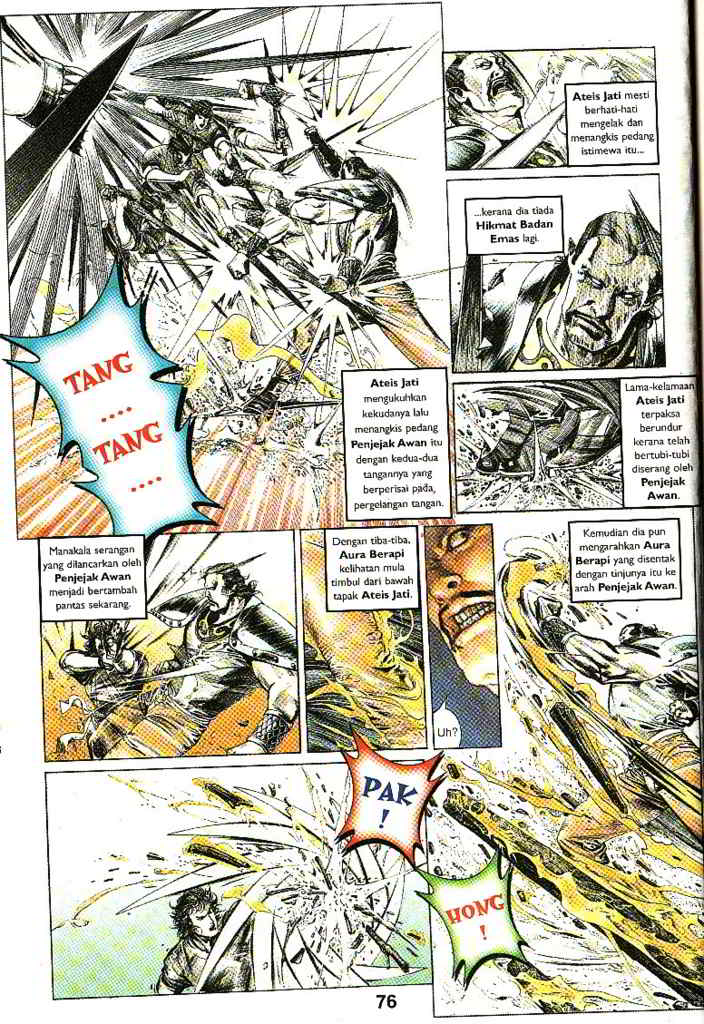 Ateis Jati mesti
berhati-hati
mengelak dan
menangkis pedang
istimewa itu...
...kerana dia tiada
Hikmat Badan
Emas lagi.
TANG
....
TANG
....
Ateis Jati
mengukuhkan
kekudanya lalu
menangkis pedang
Penjejak Awan itu
dengan kedua-dua
tangannya yang
berperisai pada,
pergelangan tangan.
Lama-kelamaan
Ateis Jati
terpaksa
berundur
kerana telah
bertubi-tubi
diserang oleh
Penjejak
Awan.
Manakala serangan
yang dilancarkan oleh
Penjejak Awan
menjadi bertambah
pantas sekarang.
Dengan tiba-tiba,
Aura Berapi
kelihatan mula
timbul dari bawah
tapak Ateis Jati.
Uh?
Kemudian dia pun
mengarahkan Aura
Berapi yang disentak
dengan tinjunya itu ke
arah Penjejak Awan.
PAK
!
HONG
!
76